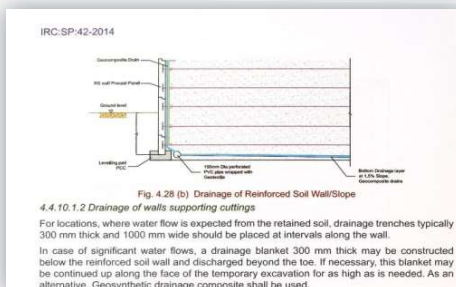 IRC:SP:42-2014
Geocomposite Drain
RS wall Precast Panel
Ground level
Levelling pad
PCC
150mm Dia perforated
PVC pipe wrapped with
Geotextile
Bottom Drainage layer
at 1.5% Slope,
Geocomposite drains
Fig. 4.28 (b) Drainage of Reinforced Soil Wall/Slope
4.4.10.1.2 Drainage of walls supporting cuttings
For locations, where water flow is expected from the retained soil, drainage trenches typically
300 mm thick and 1000 mm wide should be placed at intervals along the wall.
In case of significant water flows, a drainage blanket 300 mm thick may be constructed
below the reinforced soil wall and discharged beyond the toe. If necessary, this blanket may
be continued up along the face of the temporary excavation for as high as is needed. As an
alternative, Geosynthetic drainage composite shall be used.